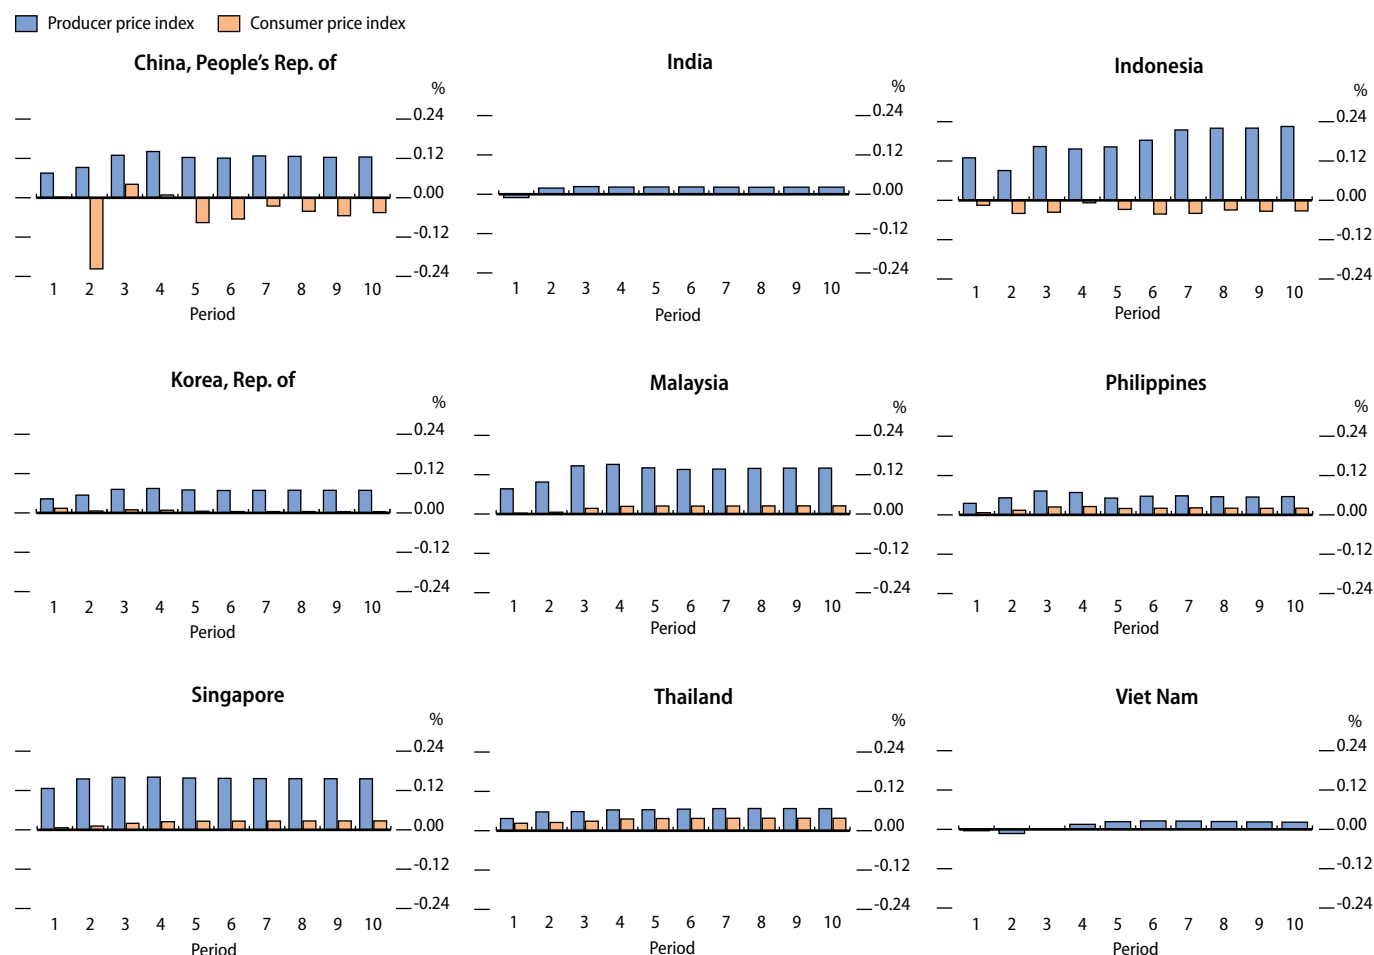 Producer price index Consumer price index
China, People's Rep. of
%
0.24
0.12
0.00
-0.12
-0.24
1 2 3 4 5 6 7 8 9 10
Period
India
%
0.24
0.12
0.00
-0.12
-0.24
1 2 3 4 5 6 7 8 9 10
Period
Indonesia
%
0.24
0.12
0.00
-0.12
-0.24
1 2 3 4 5 6 7 8 9 10
Period
Korea, Rep. of
%
0.24
0.12
0.00
-0.12
-0.24
1 2 3 4 5 6 7 8 9 10
Period
Malaysia
%
0.24
0.12
0.00
-0.12
-0.24
1 2 3 4 5 6 7 8 9 10
Period
Philippines
%
0.24
0.12
0.00
-0.12
-0.24
1 2 3 4 5 6 7 8 9 10
Period
Singapore
%
0.24
0.12
0.00
-0.12
-0.24
1 2 3 4 5 6 7 8 9 10
Period
Thailand
%
0.24
0.12
0.00
-0.12
-0.24
1 2 3 4 5 6 7 8 9 10
Period
Viet Nam
%
0.24
0.12
0.00
-0.12
-0.24
1 2 3 4 5 6 7 8 9 10
Period